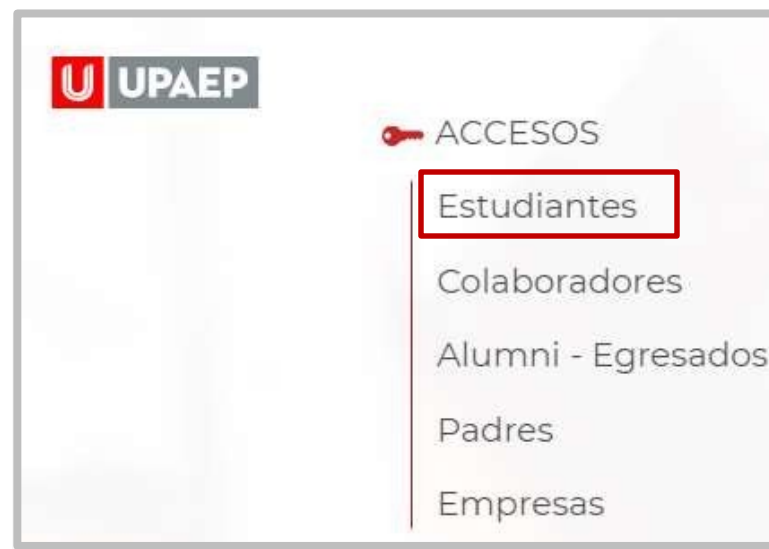 U UPAEP
ACCESOS
Estudiantes
Colaboradores
Alumni - Egresados
Padres
Empresas